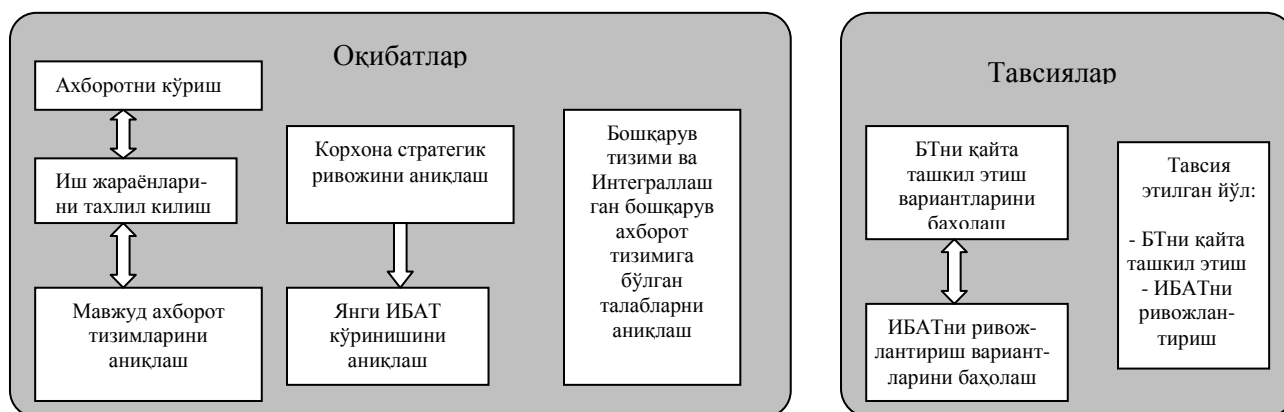 Оқибатлар
Ахборотни кўриш
Иш жараёнлари-
ни тахлил килиш
Мавжуд ахборот
тизимларини
аниқлаш
Корхона стратегик
ривожини аниқлаш
Янги ИБАТ
кўринишини
аниқлаш
Бошқарув
тизими ва
Интеграллаш
ган бошқарув
ахборот
тизимига
бўлган
талабларни
аниқлаш
Тавсиялар
БТни қайта
ташкил этиш
вариантларини
баҳолаш
ИБАТни ривож-
лантириш вариант-
ларини баҳолаш
Тавсия
этилган йўл:
- БТни қайта
ташкил этиш
- ИБАТни
ривожлан-
тириш